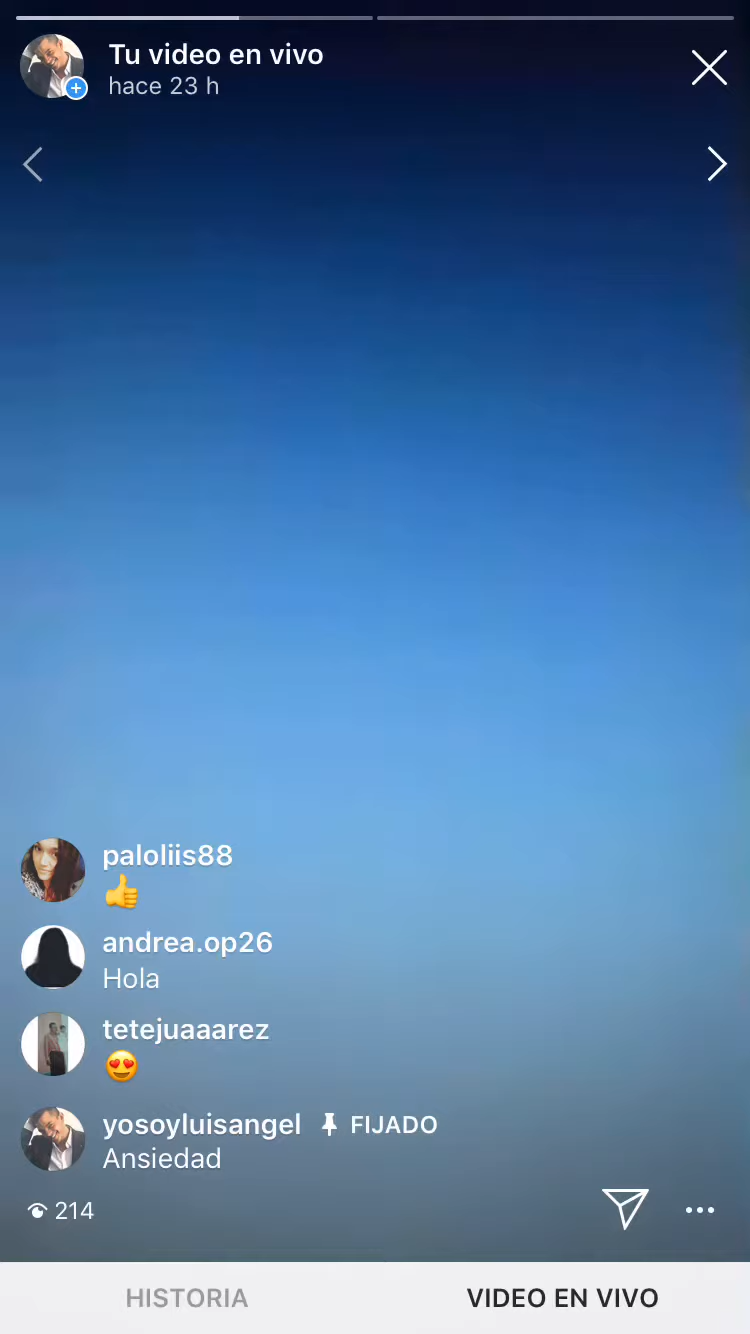 Tu video en vivo
hace 23 h
paloliis88
👍
andrea.op26
Hola
tetejuaaarez
😍
yosoyluisangel FIJADO
Ansiedad
214
HISTORIA VIDEO EN VIVO